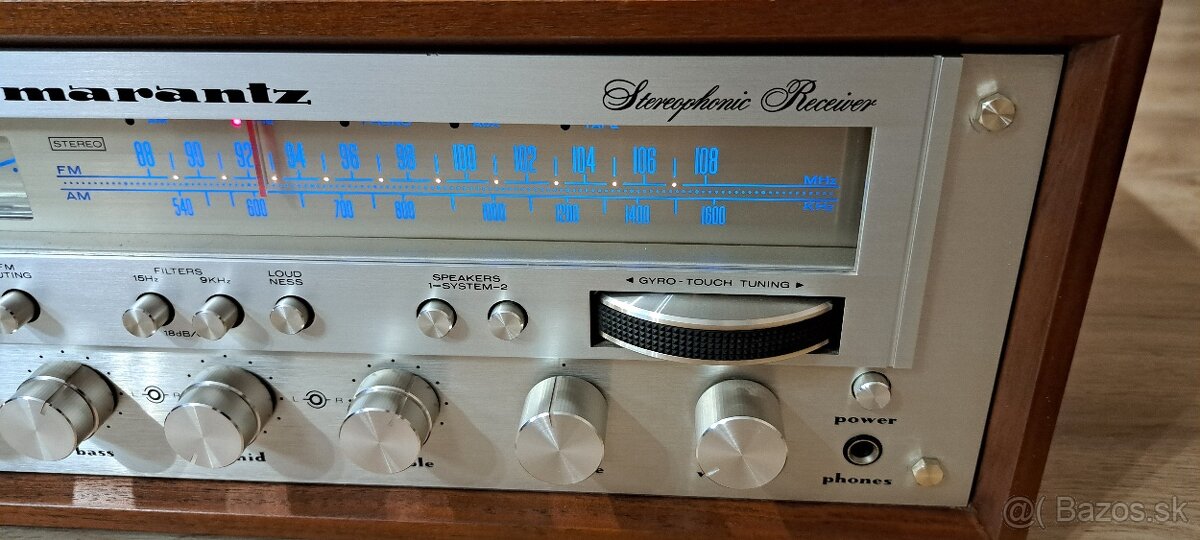 marantz
Stereophonic Receiver
STEREO
88 90 92 94 96 98 100 102 104 106 108
FM MHz
AM KHz
540 600 700 800 1000 1200 1400 1600
FILTERS
15Hz 9KHz
18dB/
LOUD
NESS
SPEAKERS
1-SYSTEM-2
◄ GYRO-TOUCH TUNING ►
L R
L R
bass
power
phones
@( Bazos.sk